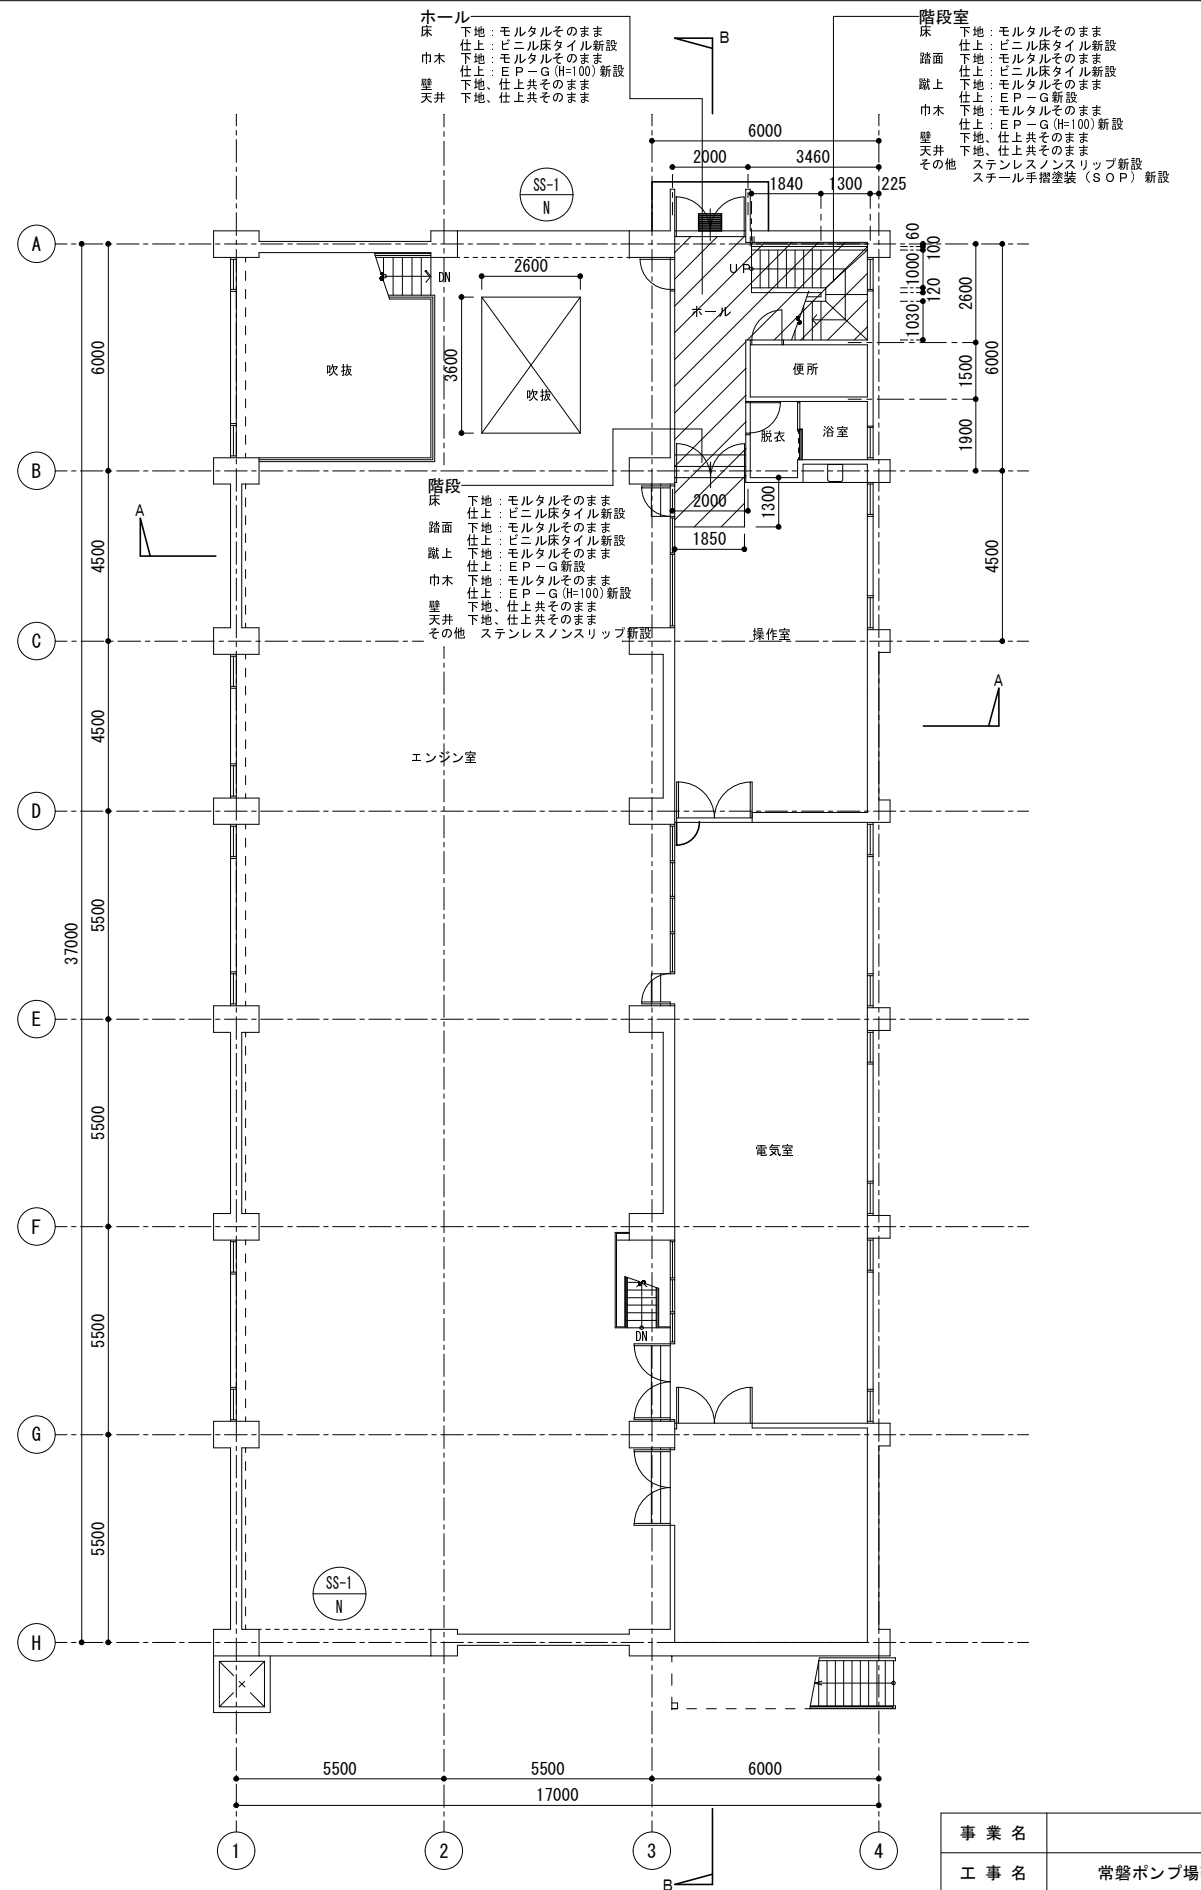 ホール
床　下地：モルタルそのまま
仕上：ビニル床タイル新設
巾木　下地：モルタルそのまま
仕上：ＥＰ－Ｇ(H=100)新設
壁　下地、仕上共そのまま
天井　下地、仕上共そのまま
階段室
床　下地：モルタルそのまま
仕上：ビニル床タイル新設
踏面　下地：モルタルそのまま
仕上：ビニル床タイル新設
蹴上　下地：モルタルそのまま
仕上：ＥＰ－Ｇ新設
巾木　下地：モルタルそのまま
仕上：ＥＰ－Ｇ(H=100)新設
壁　下地、仕上共そのまま
天井　下地、仕上共そのまま
その他　ステンレスノンスリップ新設
スチール手摺塗装（ＳＯＰ）新設
B
6000
2000　3460
1840　1300　225
SS-1
N
A
60
100
1000
120
1030
2600
1500
1900
6000
4500
DN
2600
3600
吹抜
吹抜
UP
ホール
便所
脱衣
浴室
6000
B
2000
1300
1850
階段
床　下地：モルタルそのまま
仕上：ビニル床タイル新設
踏面　下地：モルタルそのまま
仕上：ビニル床タイル新設
蹴上　下地：モルタルそのまま
仕上：ＥＰ－Ｇ新設
巾木　下地：モルタルそのまま
仕上：ＥＰ－Ｇ(H=100)新設
壁　下地、仕上共そのまま
天井　下地、仕上共そのまま
その他　ステンレスノンスリップ新設
A
4500
C
操作室
A
4500
エンジン室
D
37000
5500
E
5500
電気室
F
5500
DN
G
5500
SS-1
N
H
5500　5500　6000
17000
1　2　3　4
B
事業名
工事名　常磐ポンプ場